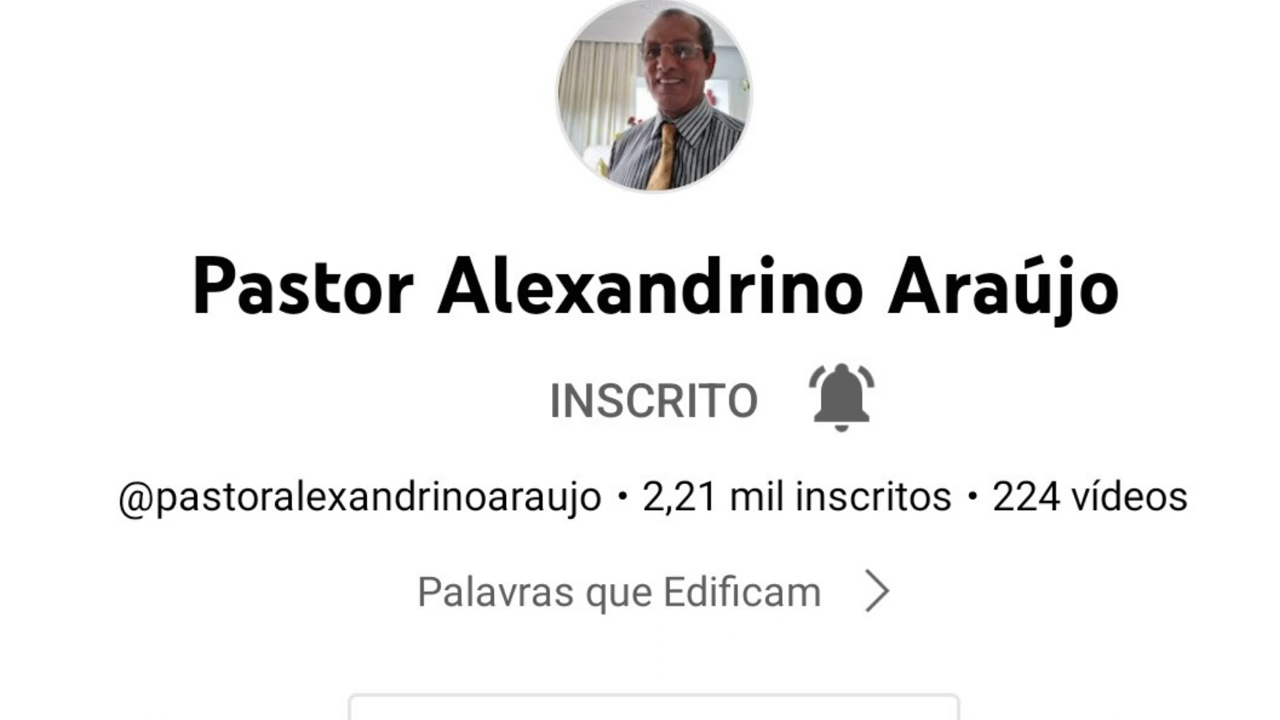 Pastor Alexandrino Araújo
INSCRITO
@pastoralexandrinoaraujo • 2,21 mil inscritos • 224 vídeos
Palavras que Edificam